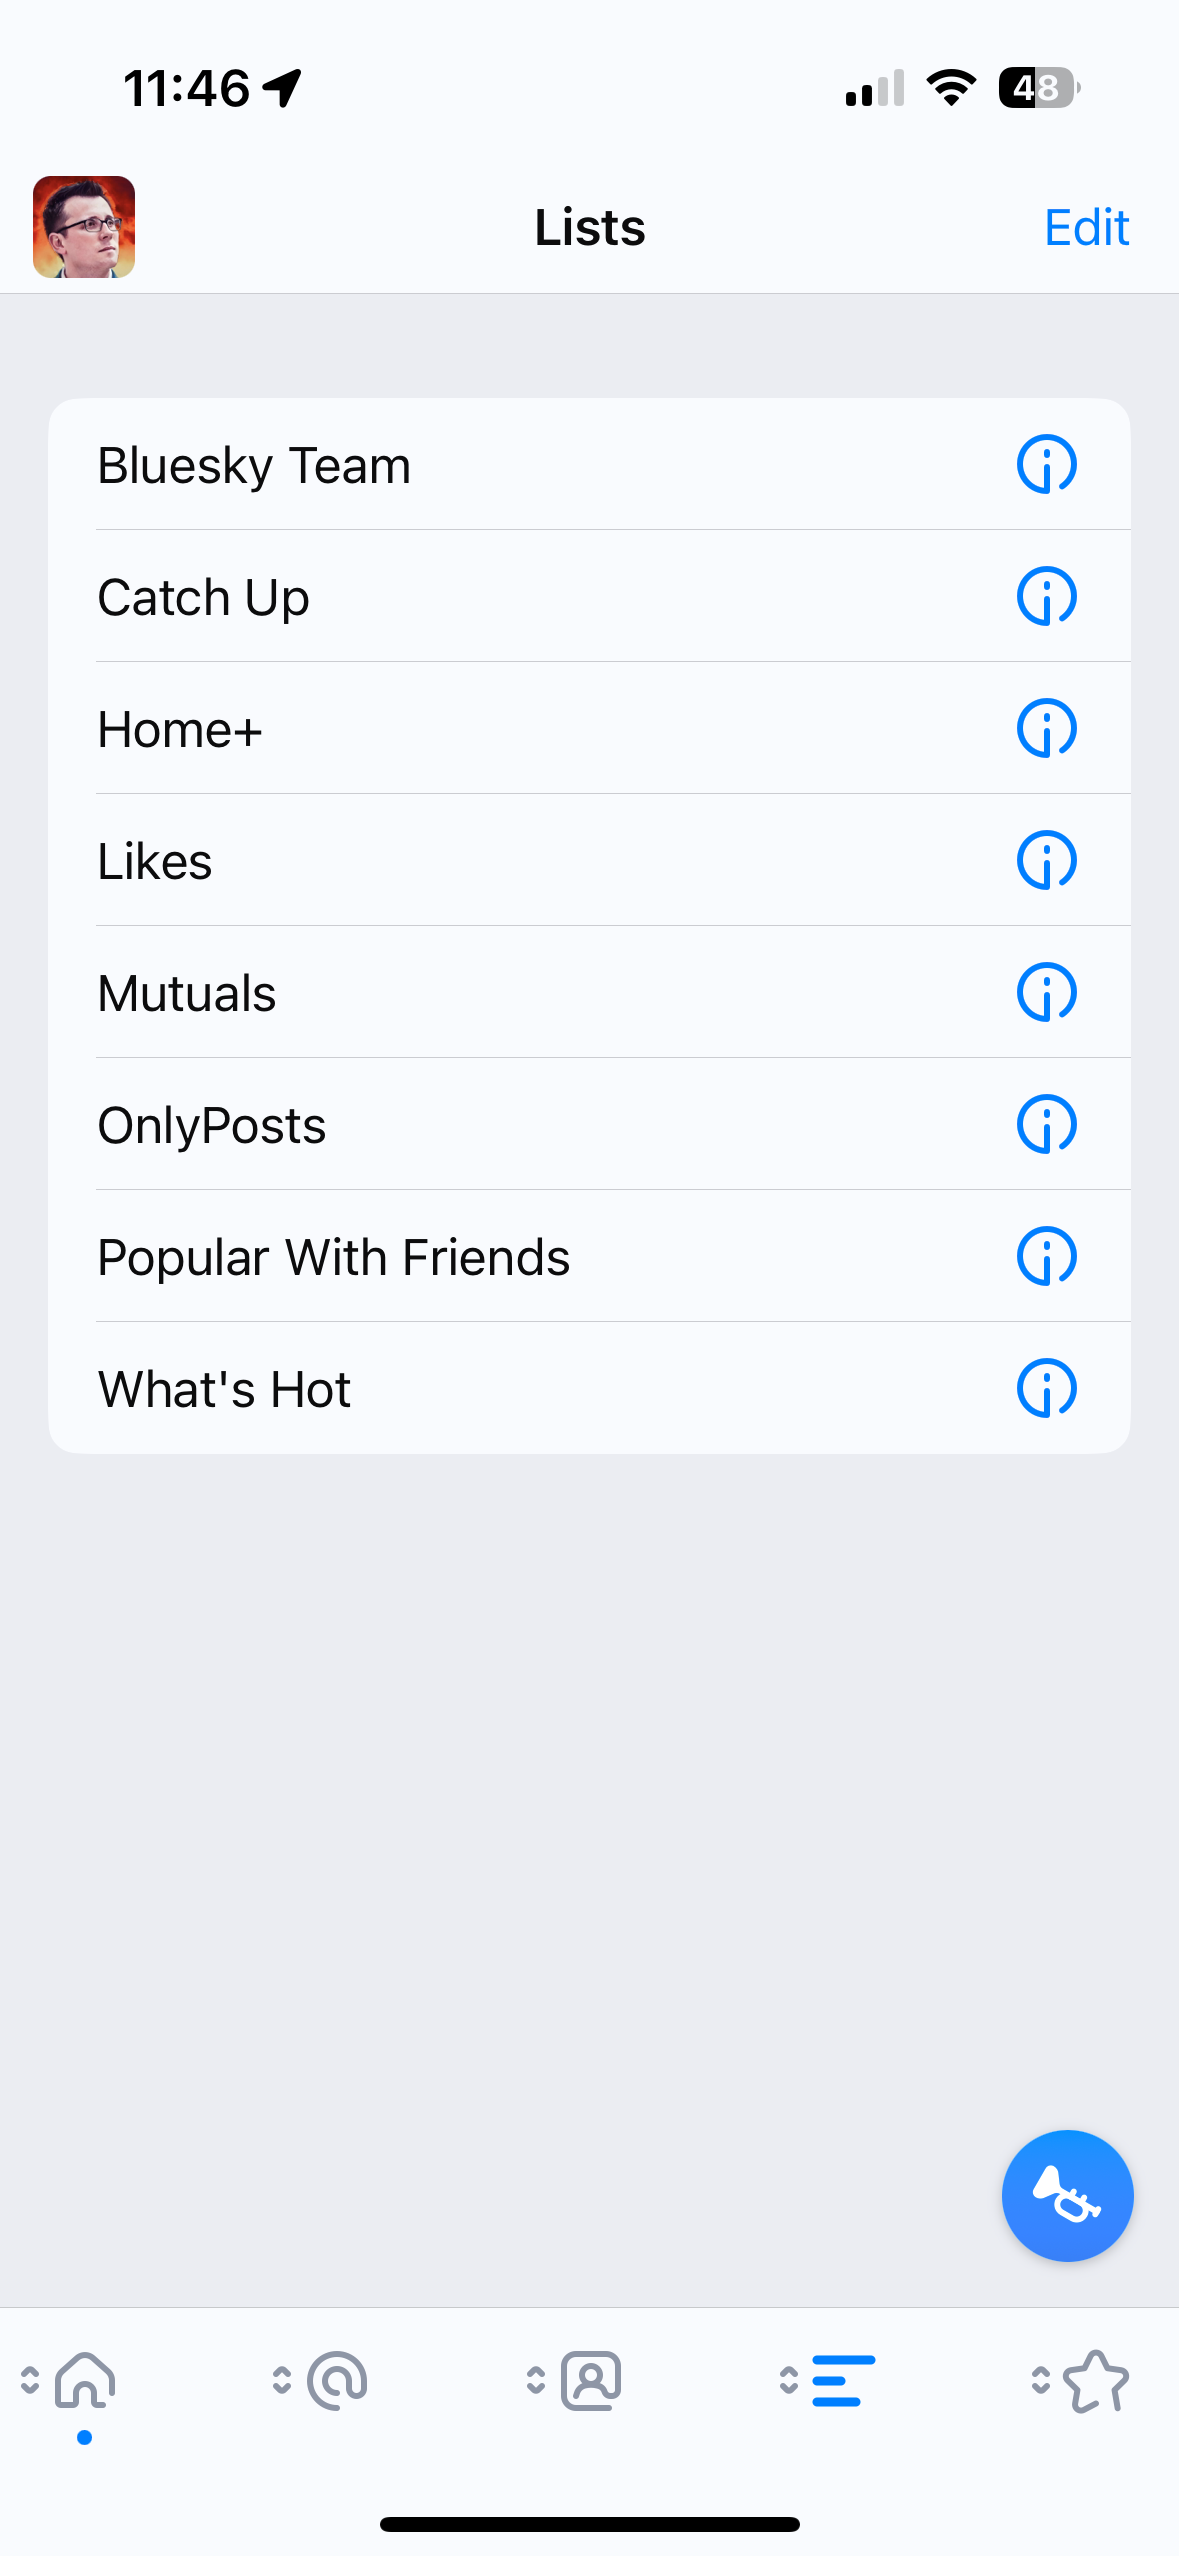 11:46
48
Lists
Edit
Bluesky Team
Catch Up
Home+
Likes
Mutuals
OnlyPosts
Popular With Friends
What's Hot